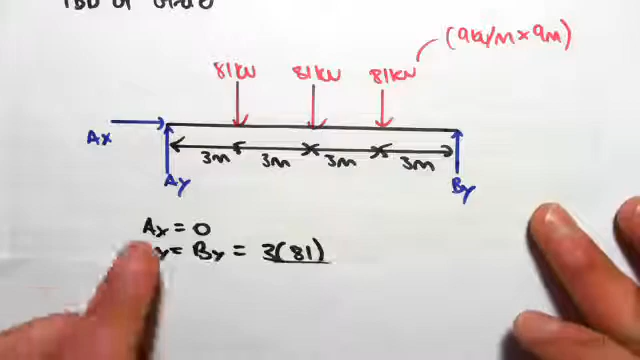 FBD of
(9kN/m x 9m)
81kN 81kN 81kN
Ax
3m 3m 3m 3m
Ay By
Ax = 0
= By = 3(81)